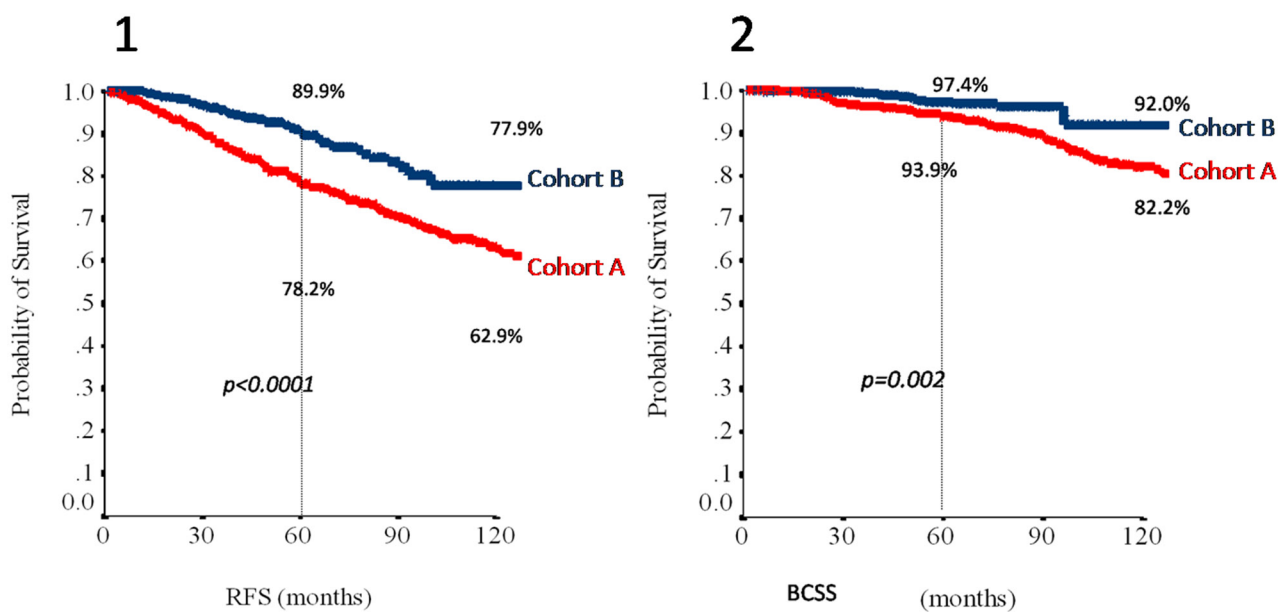 1
Probability of Survival
1.0
.9
.8
.7
.6
.5
.4
.3
.2
.1
0.0
89.9%
77.9%
Cohort B
Cohort A
78.2%
62.9%
p<0.0001
0 30 60 90 120
RFS (months)
2
Probability of Survival
1.0
.9
.8
.7
.6
.5
.4
.3
.2
.1
0.0
97.4%
92.0%
Cohort B
Cohort A
93.9%
82.2%
p=0.002
0 30 60 90 120
BCSS (months)